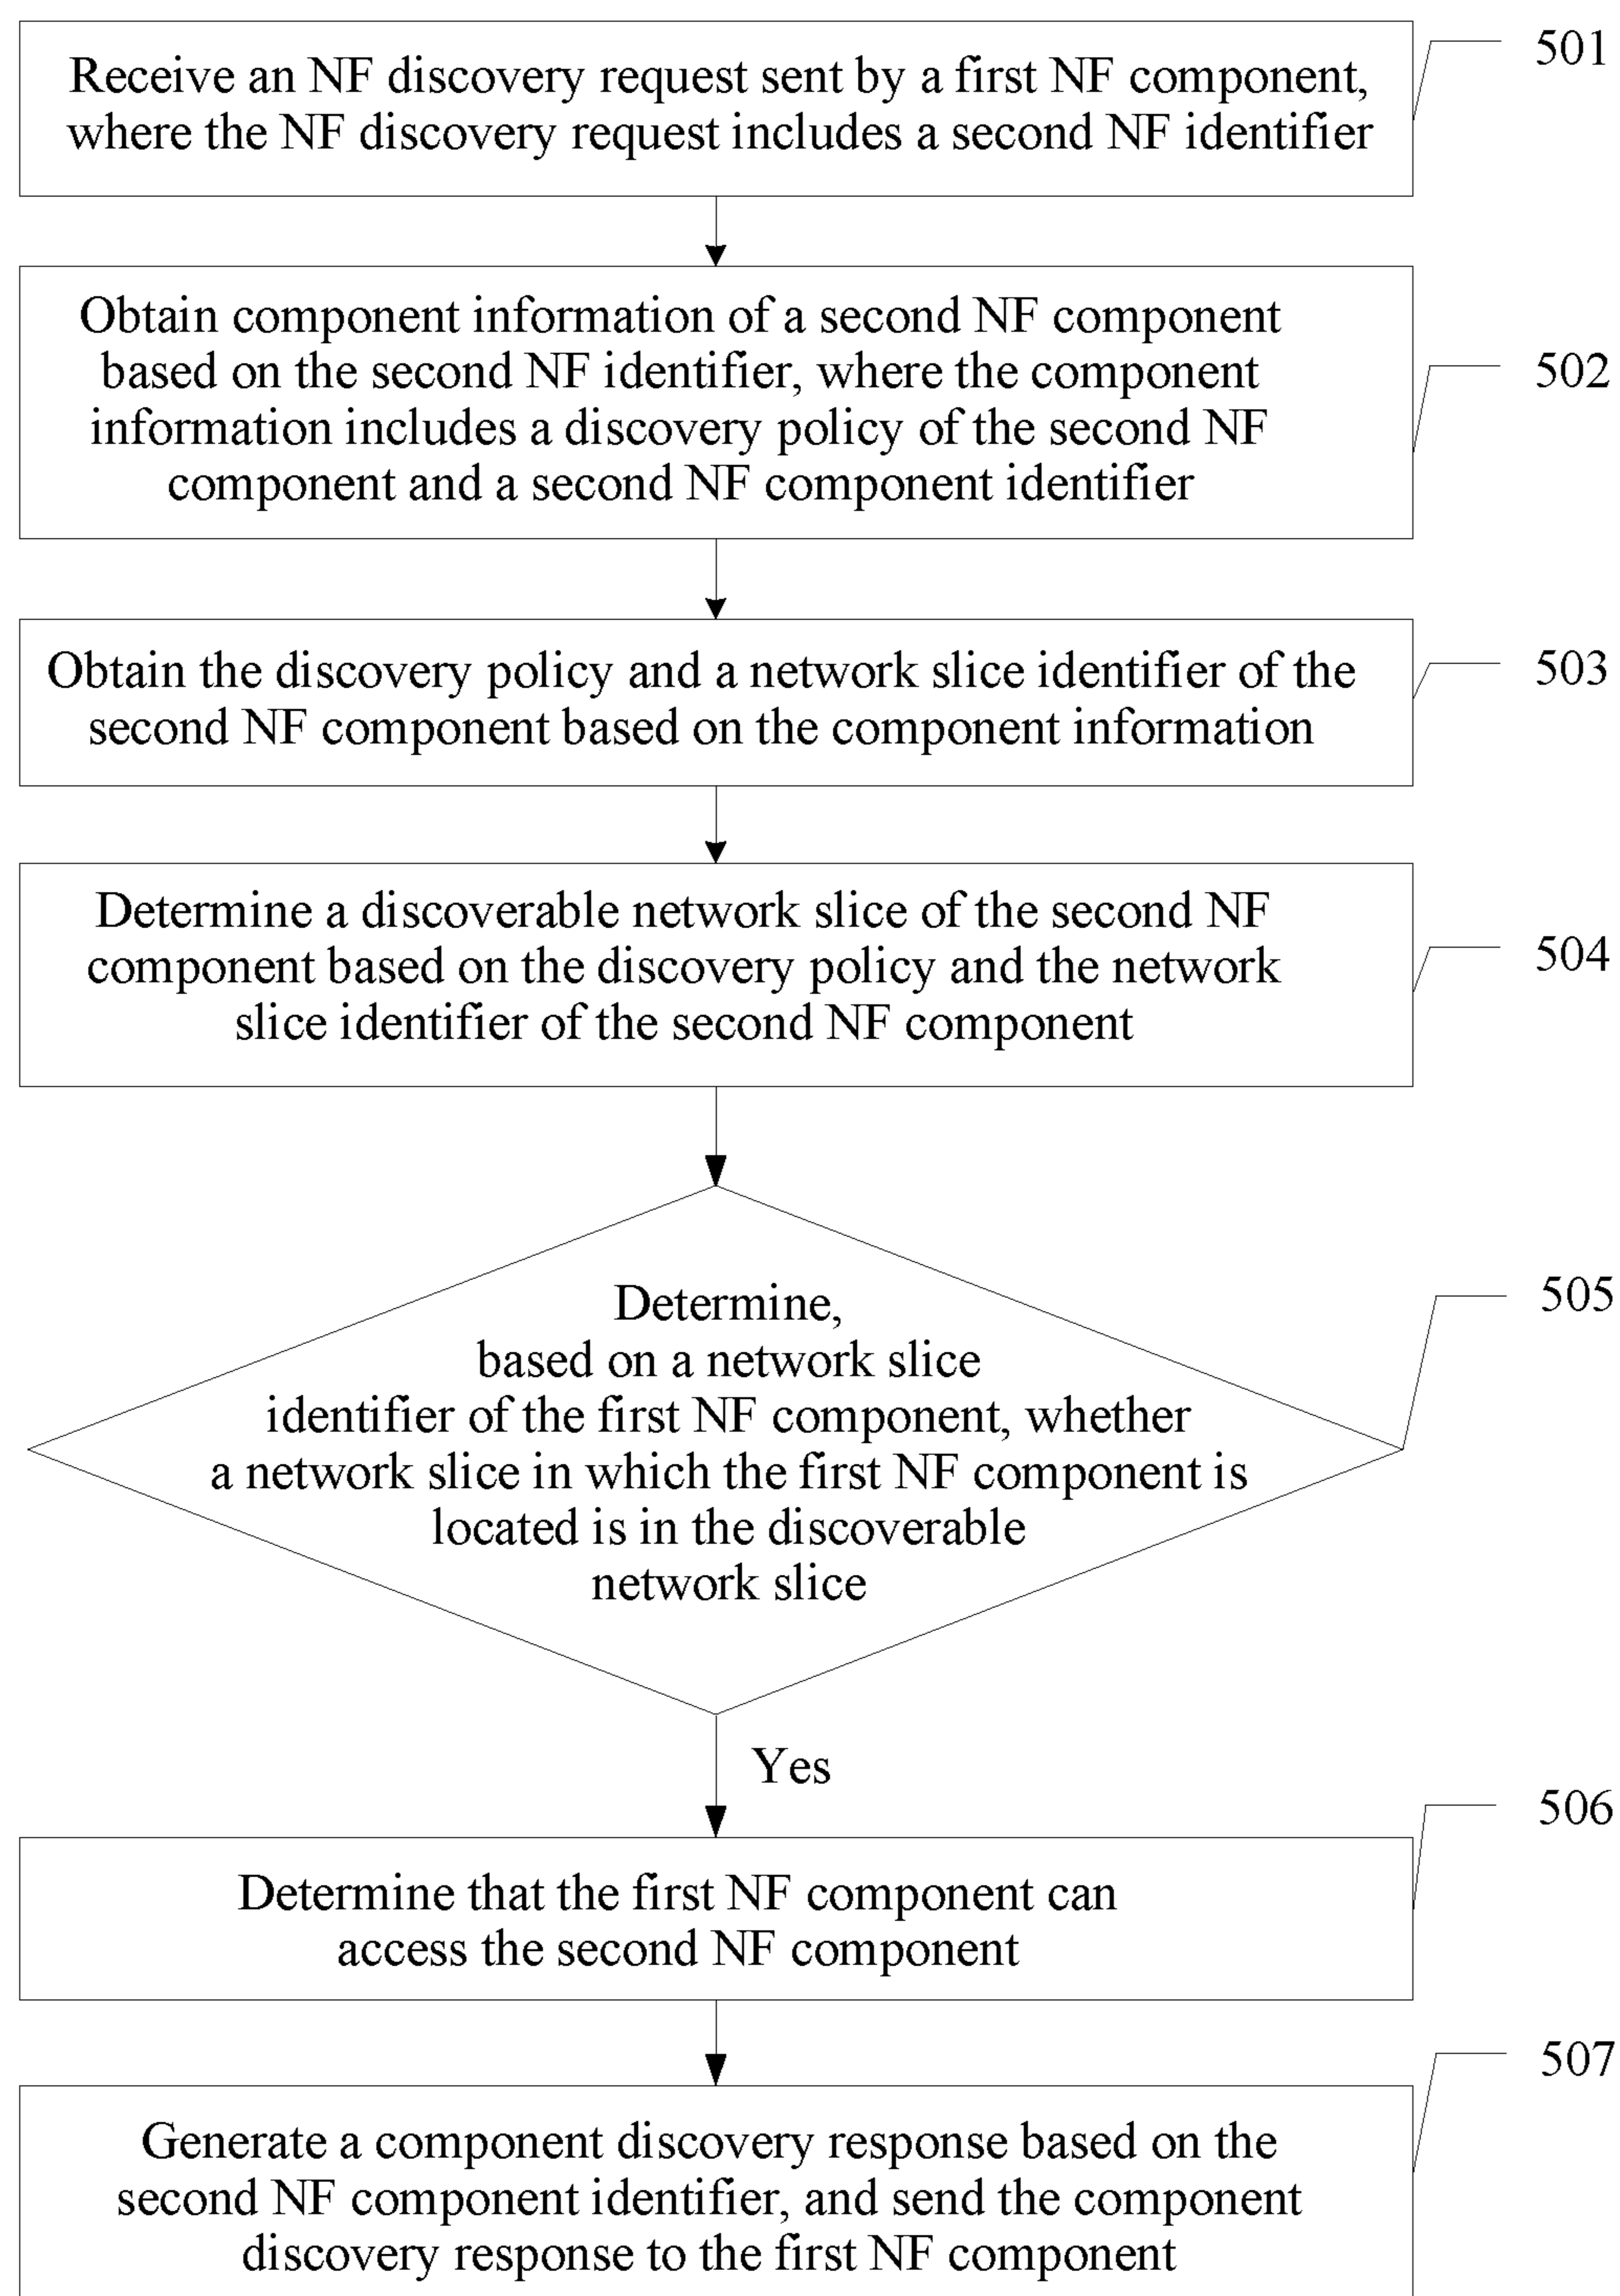 Receive an NF discovery request sent by a first NF component,
where the NF discovery request includes a second NF identifier
501
Obtain component information of a second NF component
based on the second NF identifier, where the component
information includes a discovery policy of the second NF
component and a second NF component identifier
502
Obtain the discovery policy and a network slice identifier of the
second NF component based on the component information
503
Determine a discoverable network slice of the second NF
component based on the discovery policy and the network
slice identifier of the second NF component
504
Determine,
based on a network slice
identifier of the first NF component, whether
a network slice in which the first NF component is
located is in the discoverable
network slice
505
Yes
Determine that the first NF component can
access the second NF component
506
Generate a component discovery response based on the
second NF component identifier, and send the component
discovery response to the first NF component
507